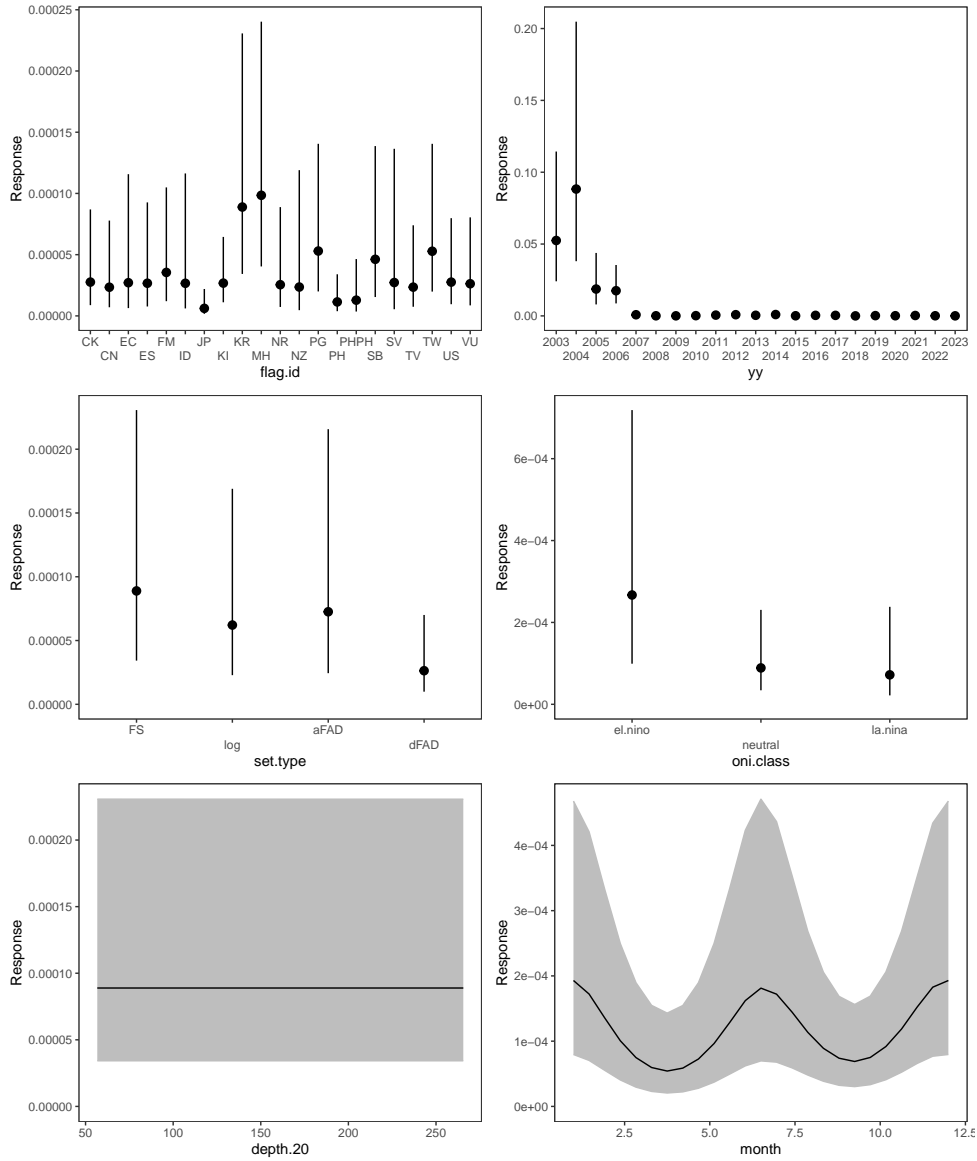 0.00025
0.00020
0.00015
0.00010
0.00005
0.00000
Response
CK EC FM JP KR NR PG PHPH SV TW VU
CN ES ID KI MH NZ PH SB TV US
flag.id
0.20
0.15
0.10
0.05
0.00
Response
2003 2005 2007 2009 2011 2013 2015 2017 2019 2021 2023
2004 2006 2008 2010 2012 2014 2016 2018 2020 2022
yy
0.00020
0.00015
0.00010
0.00005
0.00000
Response
FS aFAD
log dFAD
set.type
6e−04
4e−04
2e−04
0e+00
Response
el.nino la.nina
neutral
oni.class
0.00020
0.00015
0.00010
0.00005
0.00000
Response
50 100 150 200 250
depth.20
4e−04
3e−04
2e−04
1e−04
0e+00
Response
2.5 5.0 7.5 10.0 12.5
month